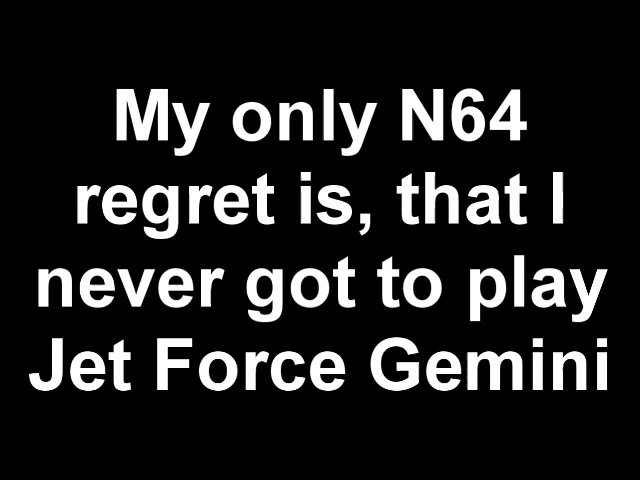 My only N64
regret is, that I
never got to play
Jet Force Gemini